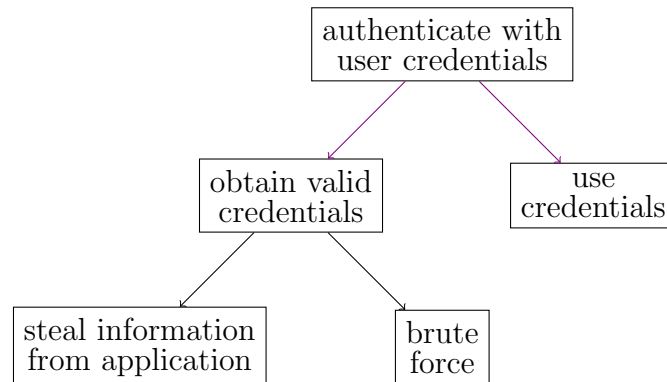 authenticate with
user credentials
obtain valid
credentials
use
credentials
steal information
from application
brute
force